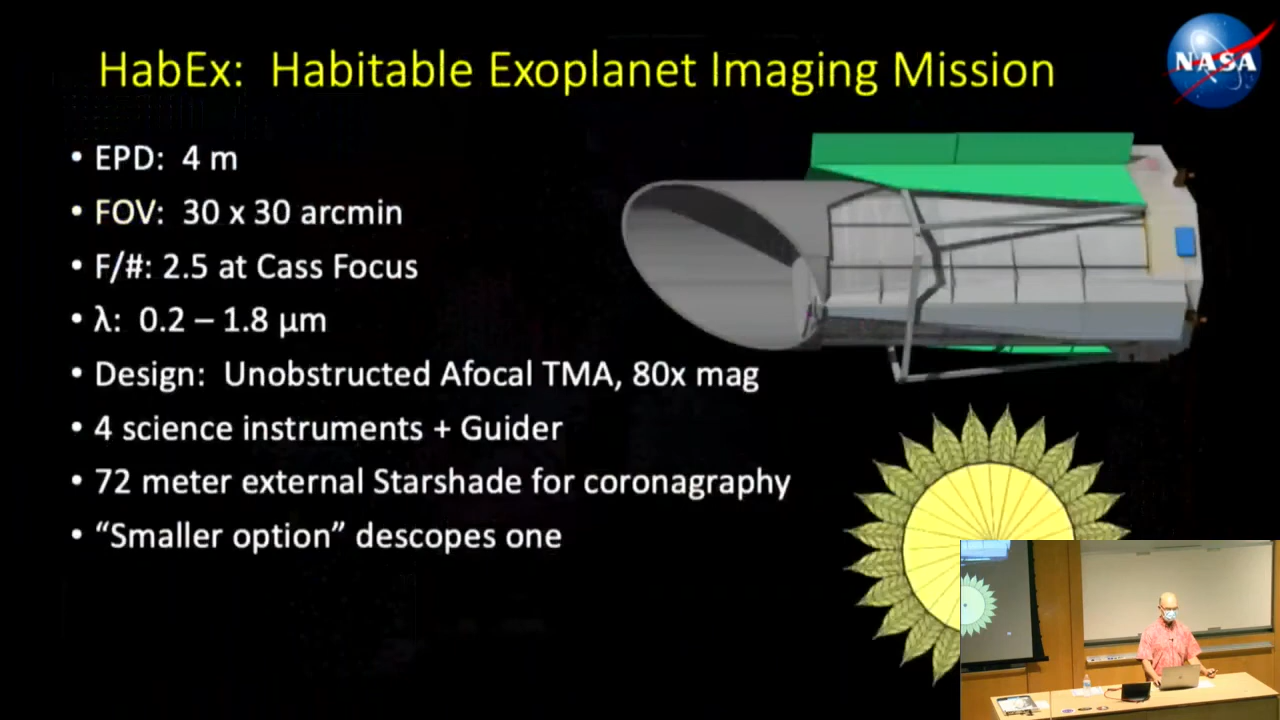 HabEx: Habitable Exoplanet Imaging Mission
NASA
• EPD: 4 m
• FOV: 30 x 30 arcmin
• F/#: 2.5 at Cass Focus
• λ: 0.2 – 1.8 µm
• Design: Unobstructed Afocal TMA, 80x mag
• 4 science instruments + Guider
• 72 meter external Starshade for coronagraphy
• “Smaller option” descopes one